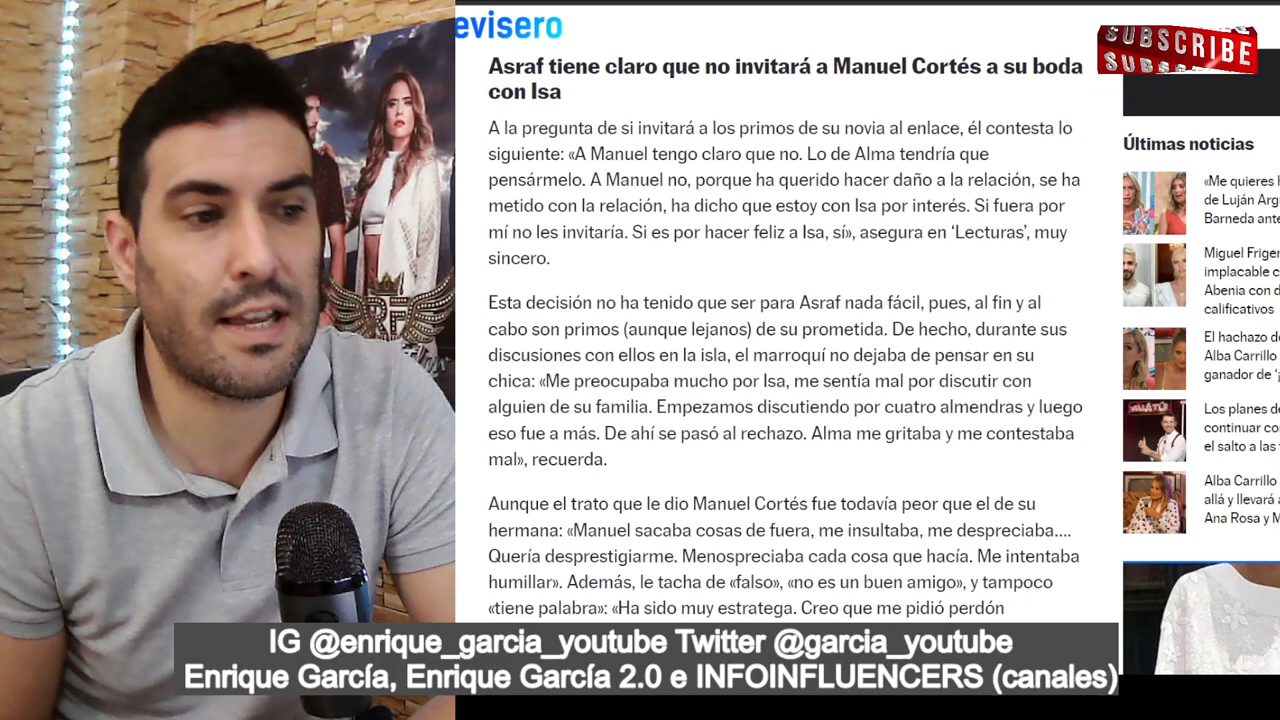 evisero
SUBSCRIBE
Asraf tiene claro que no invitará a Manuel Cortés a su boda
con Isa
A la pregunta de si invitará a los primos de su novia al enlace, él contesta lo
siguiente: «A Manuel tengo claro que no. Lo de Alma tendría que
pensármelo. A Manuel no, porque ha querido hacer daño a la relación, se ha
metido con la relación, ha dicho que estoy con Isa por interés. Si fuera por
mí no les invitaría. Si es por hacer feliz a Isa, sí», asegura en ‘Lecturas’, muy
sincero.
Esta decisión no ha tenido que ser para Asraf nada fácil, pues, al fin y al
cabo son primos (aunque lejanos) de su prometida. De hecho, durante sus
discusiones con ellos en la isla, el marroquí no dejaba de pensar en su
chica: «Me preocupaba mucho por Isa, me sentía mal por discutir con
alguien de su familia. Empezamos discutiendo por cuatro almendras y luego
eso fue a más. De ahí se pasó al rechazo. Alma me gritaba y me contestaba
mal», recuerda.
Aunque el trato que le dio Manuel Cortés fue todavía peor que el de su
hermana: «Manuel sacaba cosas de fuera, me insultaba, me despreciaba....
Quería desprestigiarme. Menospreciaba cada cosa que hacía. Me intentaba
humillar». Además, le tacha de «falso», «no es un buen amigo», y tampoco
«tiene palabra»: «Ha sido muy estratega. Creo que me pidió perdón
Últimas noticias
«Me quieres
de Luján Arg
Barneda anto
Miguel Friger
implacable c
Abenia con d
calificativos
El hachazo de
Alba Carrillo
ganador de ‘¡
Los planes de
continuar co
el salto a las
Alba Carrillo
allá y llevará a
Ana Rosa y M
RF
IG @enrique_garcia_youtube Twitter @garcia_youtube
Enrique García, Enrique García 2.0 e INFOINFLUENCERS (canales)